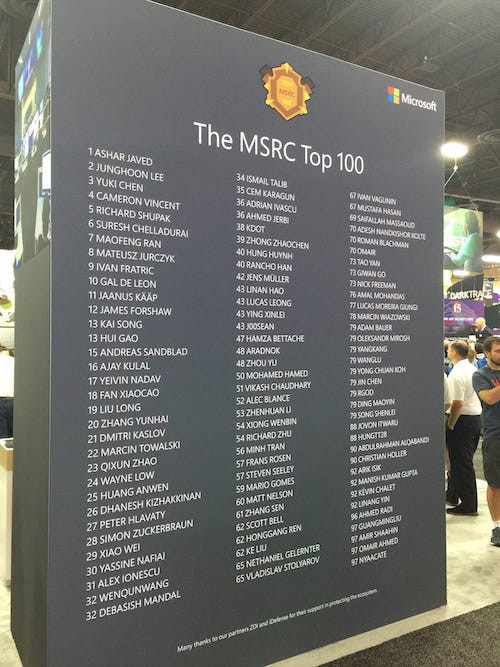 TOP
MSRC
100
Microsoft
The MSRC Top 100
1 ASHAR JAVED
2 JUNGHOON LEE
3 YUKI CHEN
4 CAMERON VINCENT
5 RICHARD SHUPAK
6 SURESH CHELLADURAI
7 MAOFENG RAN
8 MATEUSZ JURCZYK
9 IVAN FRATRIC
10 GAL DE LEON
11 JAANUS KÄÄP
12 JAMES FORSHAW
13 KAI SONG
13 HUI GAO
15 ANDREAS SANDBLAD
16 AJAY KULAL
17 YEIVIN NADAV
18 FAN XIAOCAO
19 LIU LONG
20 ZHANG YUNHAI
21 DMITRI KASLOV
22 MARCIN TOWALSKI
23 QIXUN ZHAO
24 WAYNE LOW
25 HUANG ANWEN
26 DHANESH KIZHAKKINAN
27 PETER HLAVATY
28 SIMON ZUCKERBRAUN
29 XIAO WEI
30 YASSINE NAFIAI
31 ALEX IONESCU
32 WENQUNWANG
32 DEBASISH MANDAL
34 ISMAIL TALIB
35 CEM KARAGUN
36 ADRIAN IVASCU
36 AHMED JERBI
38 KDOT
39 ZHONG ZHAOCHEN
40 HUNG HUYNH
40 RANCHO HAN
42 JENS MÜLLER
43 LINAN HAO
43 LUCAS LEONG
43 YING XINLEI
43 J00SEAN
47 HAMZA BETTACHE
48 ARADNOK
48 ZHOU YU
50 MOHAMED HAMED
51 VIKASH CHAUDHARY
52 ALEC BLANCE
53 ZHENHUAN LI
54 XIONG WENBIN
54 RICHARD ZHU
56 MINH TRAN
57 FRANS ROSEN
57 STEVEN SEELEY
59 MARIO GOMES
60 MATT NELSON
61 ZHANG SEN
62 SCOTT BELL
62 HONGGANG REN
62 KE LIU
65 NETHANIEL GELERNTER
65 VLADISLAV STOLYAROV
67 IVAN VAGUNIN
67 MUSTAFA HASAN
69 SAIFALLAH MASSAOUD
70 ADESH NANDKISHOR KOLTE
70 ROMAN BLACHMAN
70 OMAIR
73 TAO YAN
73 GIWAN GO
73 NICK FREEMAN
76 AMAL MOHANDAS
77 LUCAS MOREIRA GIUNGI
78 MARCIN WIAZOWSKI
79 ADAM BAUER
79 OLEKSANDR MIROSH
79 YANGKANG
79 WANGLU
79 YONG CHUAN KOH
79 JIN CHEN
79 RGOD
79 DING MAOYIN
79 SONG SHENLEI
88 JOVON ITWARU
88 HUNGTT28
90 ABDULRAHMAN ALQABANDI
90 CHRISTIAN HOLLER
92 ARIK ISIK
92 MANISH KUMAR GUPTA
92 KÉVIN CHALET
92 LINANG YIN
96 AHMED RADI
97 GUANGMINGLIU
97 AMIR SHAAHIN
97 OMAIR AHMED
97 NYAACATE
Many thanks to our partners ZDI and iDefense for their support in protecting the ecosystem
DARKTRACE